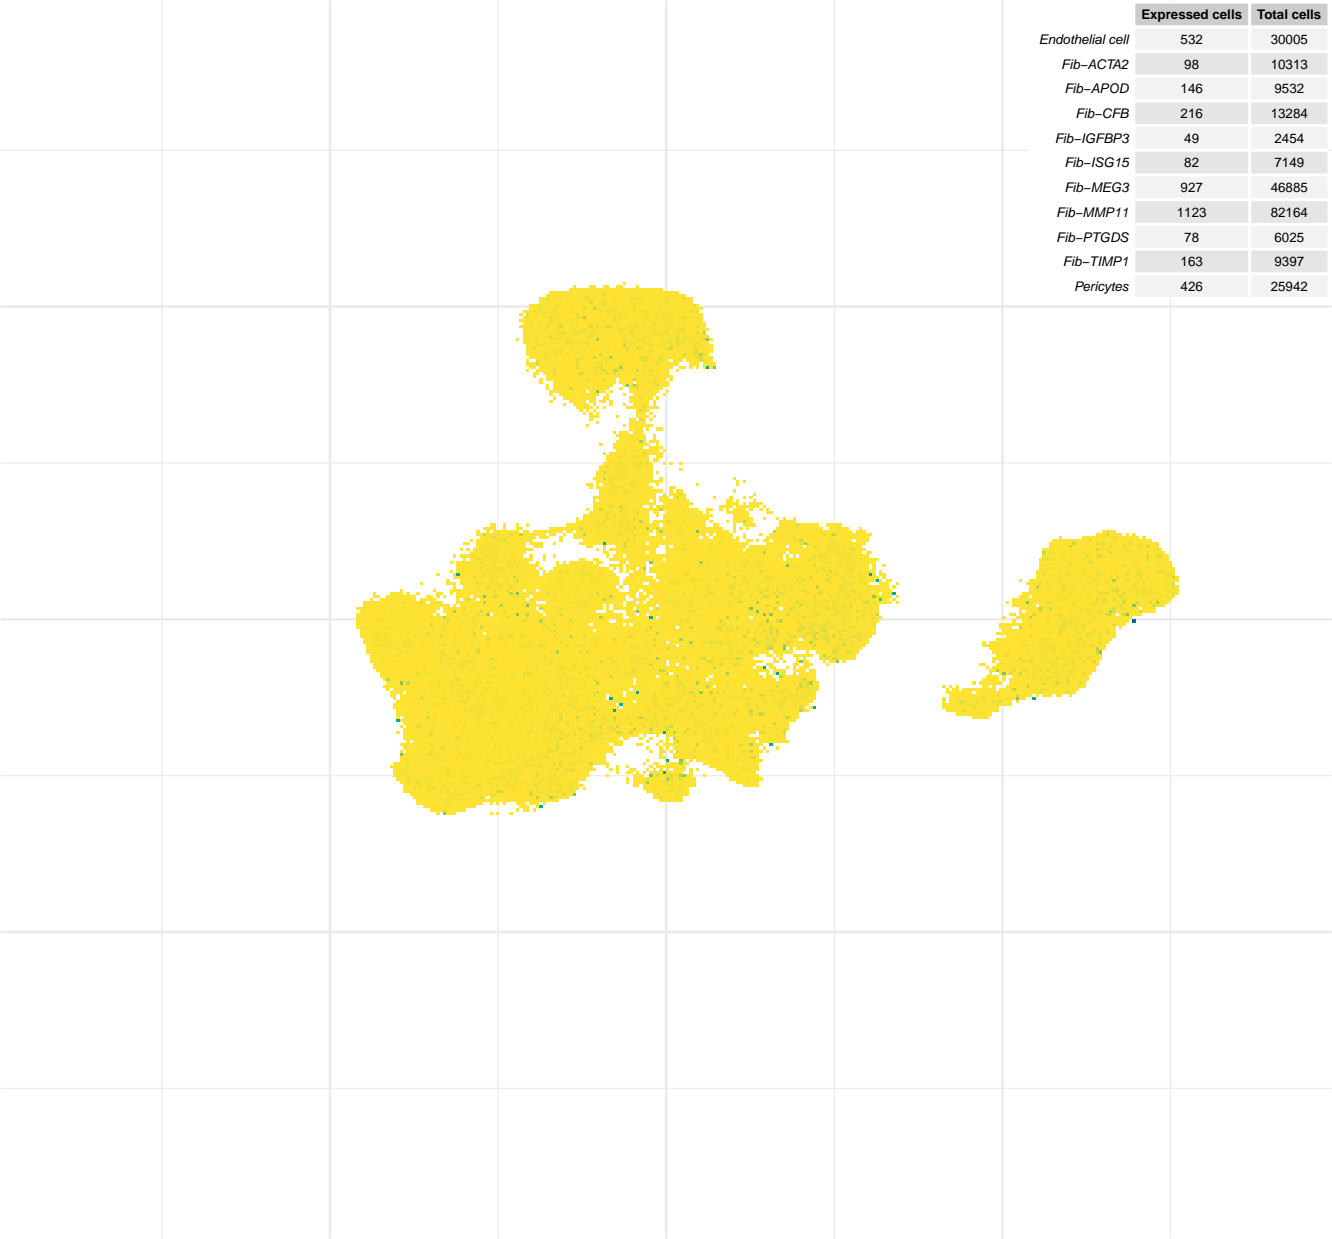 Expressed cells Total cells
Endothelial cell 532 30005
Fib−ACTA2 98 10313
Fib−APOD 146 9532
Fib−CFB 216 13284
Fib−IGFBP3 49 2454
Fib−ISG15 82 7149
Fib−MEG3 927 46885
Fib−MMP11 1123 82164
Fib−PTGDS 78 6025
Fib−TIMP1 163 9397
Pericytes 426 25942